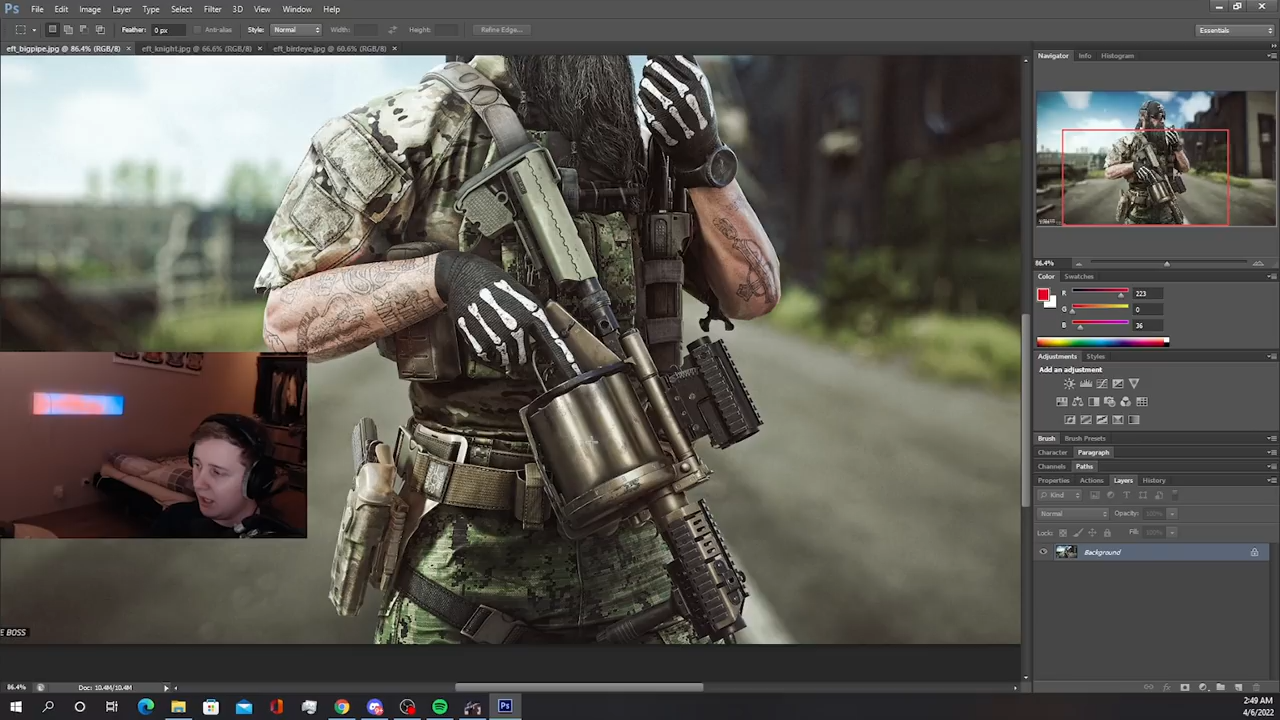 Ps File Edit Image Layer Type Select Filter 3D View Window Help
Feather: 0 px Anti-alias Style: Normal Width: Height: Refine Edge... Essentials
eft_bigpipe.jpg @ 86.4% (RGB/8) × eft_knight.jpg @ 66.6% (RGB/8) × eft_birdeye.jpg @ 60.6% (RGB/8) ×
Navigator Info Histogram
86.4%
Color Swatches
R 223
G 0
B 36
Adjustments Styles
Add an adjustment
Brush Brush Presets
Character Paragraph
Channels Paths
Properties Actions Layers History
Kind
Normal Opacity: 100%
Lock: Fill: 100%
Background
E BOSS
86.4% Doc: 10.4M/10.4M
Ps
2:49 AM
4/6/2022